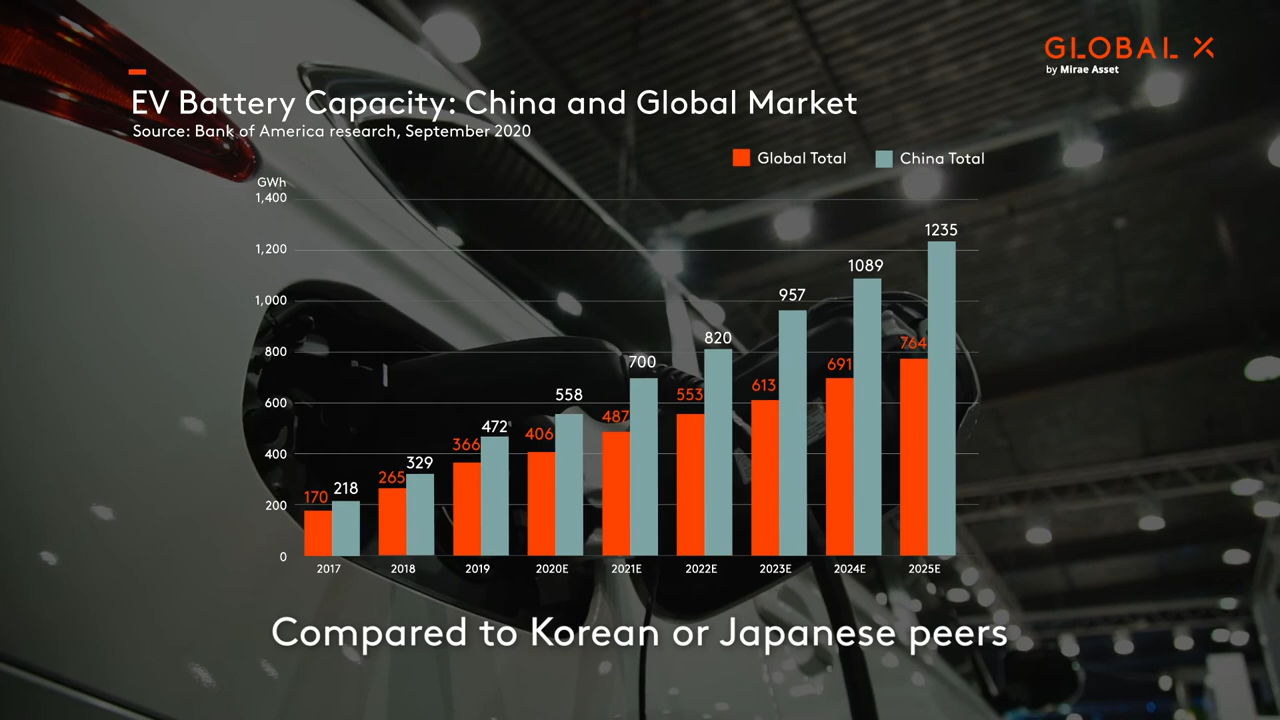 GLOBAL X
by Mirae Asset
EV Battery Capacity: China and Global Market
Source: Bank of America research, September 2020
Global Total
China Total
GWh
1,400
1,200
1,000
800
600
400
200
0
170
218
265
329
366
472
406
558
487
700
553
820
613
957
691
1089
764
1235
2017
2018
2019
2020E
2021E
2022E
2023E
2024E
2025E
Compared to Korean or Japanese peers